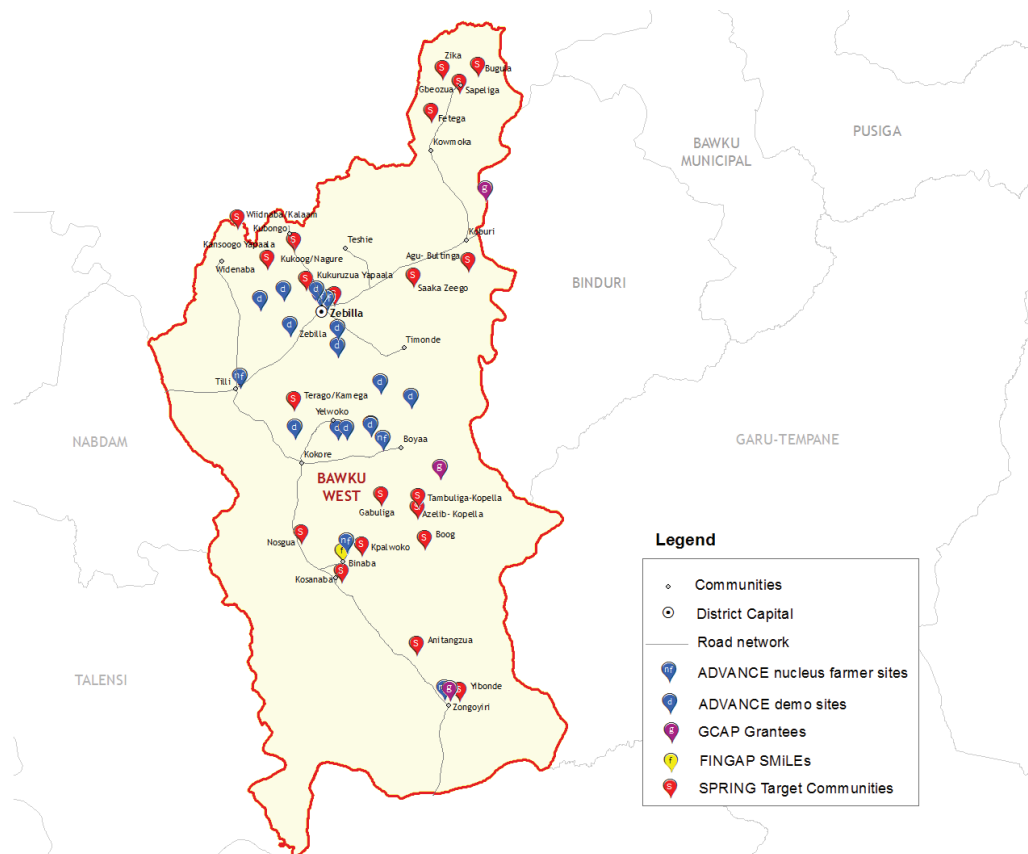 Zika
Bugula
Gbeozua
Sapeliga
Fetega
Kowmoka
PUSIGA
BAWKU
MUNICIPAL
Widnaba/Kalaam
Kubongo
Teshie
Koburi
Kansoogo Yapaala
Kukoog/Nagure
Agu- Buttinga
Widenaba
Kukuruzua Yapaala
Saaka Zeego
BINDURI
Zebilla
Zebilla
Timonde
Tilli
Terago/Kamega
Yelwoko
Boyaa
NABDAM
GARU-TEMPANE
Kokore
BAWKU
WEST
Gabuliga
Tambuliga-Kopella
Azelib- Kopella
Nosgua
Kpalwoko
Boog
Binaba
Kosanaba
Anitangzua
TALENSI
Yibonde
Zongoyiri
Legend
Communities
District Capital
Road network
nf ADVANCE nucleus farmer sites
d ADVANCE demo sites
g GCAP Grantees
f FINGAP SMiLEs
S SPRING Target Communities